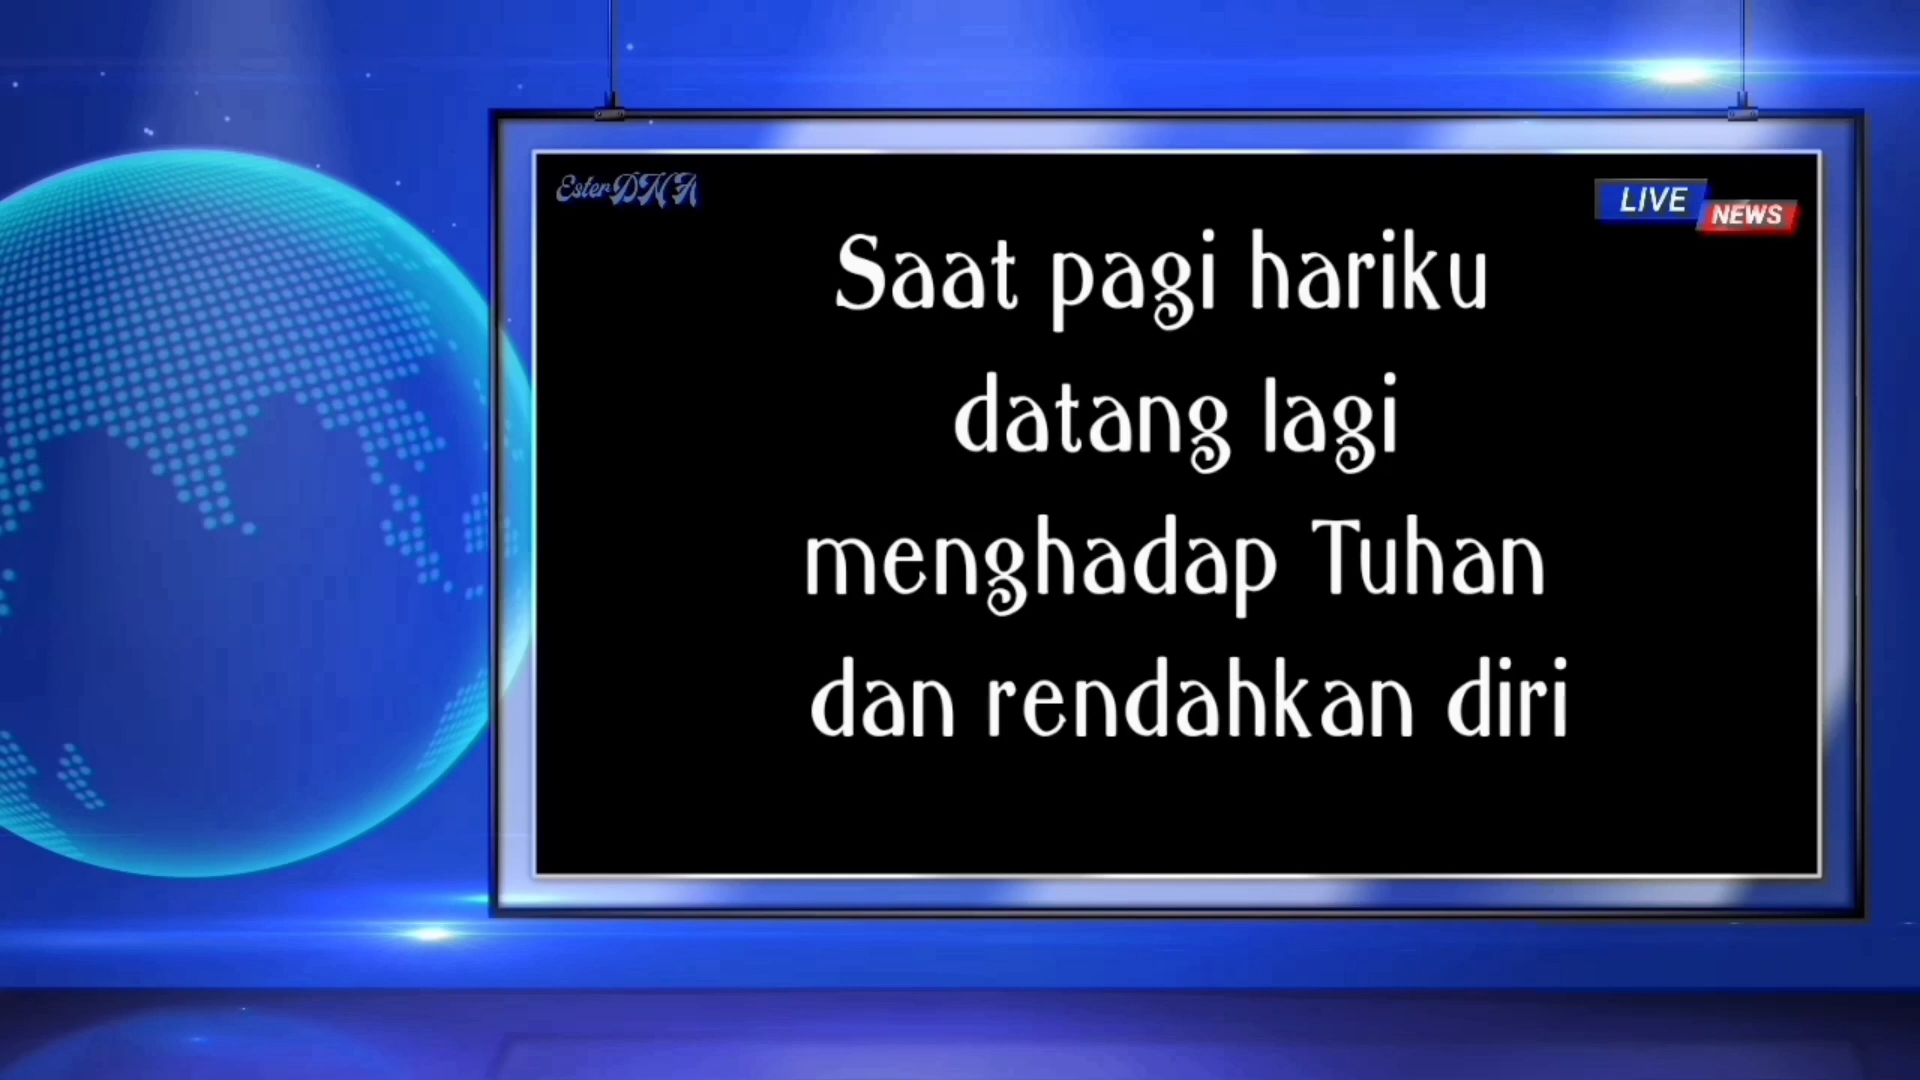 EsterDNA
LIVE
NEWS
Saat pagi hariku
datang lagi
menghadap Tuhan
dan rendahkan diri